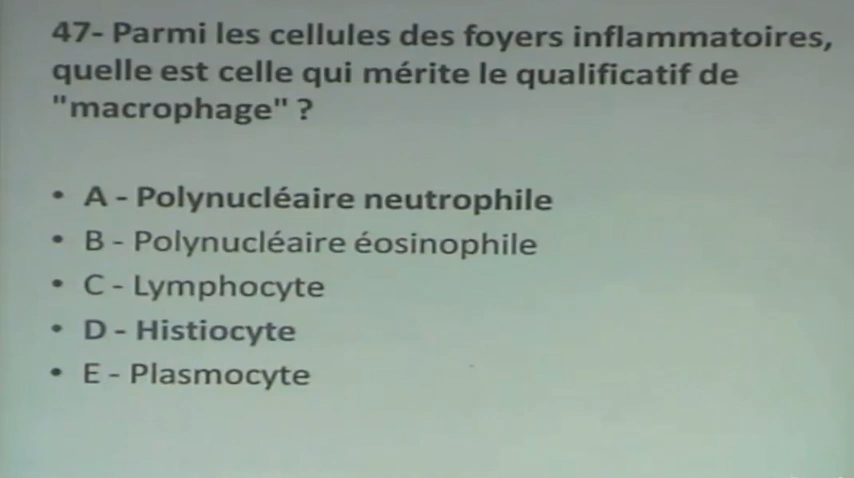 47- Parmi les cellules des foyers inflammatoires,
quelle est celle qui mérite le qualificatif de
"macrophage" ?
• A - Polynucléaire neutrophile
• B - Polynucléaire éosinophile
• C - Lymphocyte
• D - Histiocyte
• E - Plasmocyte